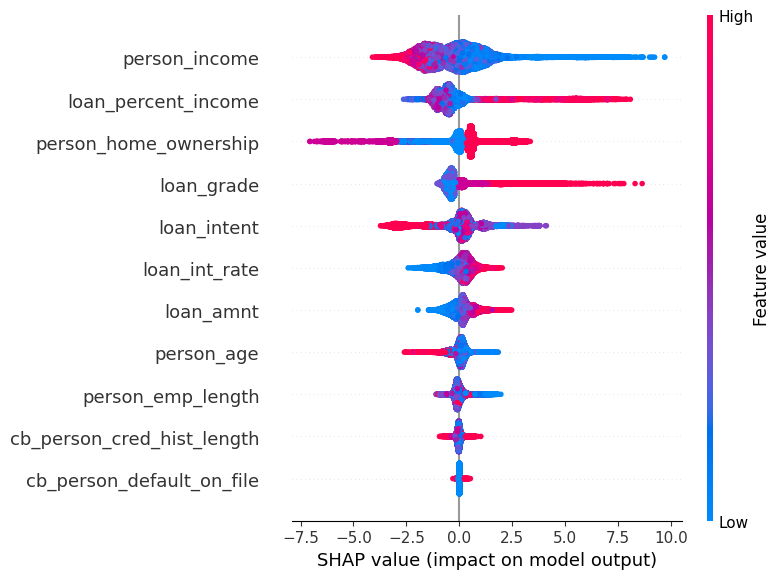 High
person_income
loan_percent_income
person_home_ownership
loan_grade
loan_intent
loan_int_rate
loan_amnt
person_age
person_emp_length
cb_person_cred_hist_length
cb_person_default_on_file
Feature value
Low
−7.5 −5.0 −2.5 0.0 2.5 5.0 7.5 10.0
SHAP value (impact on model output)